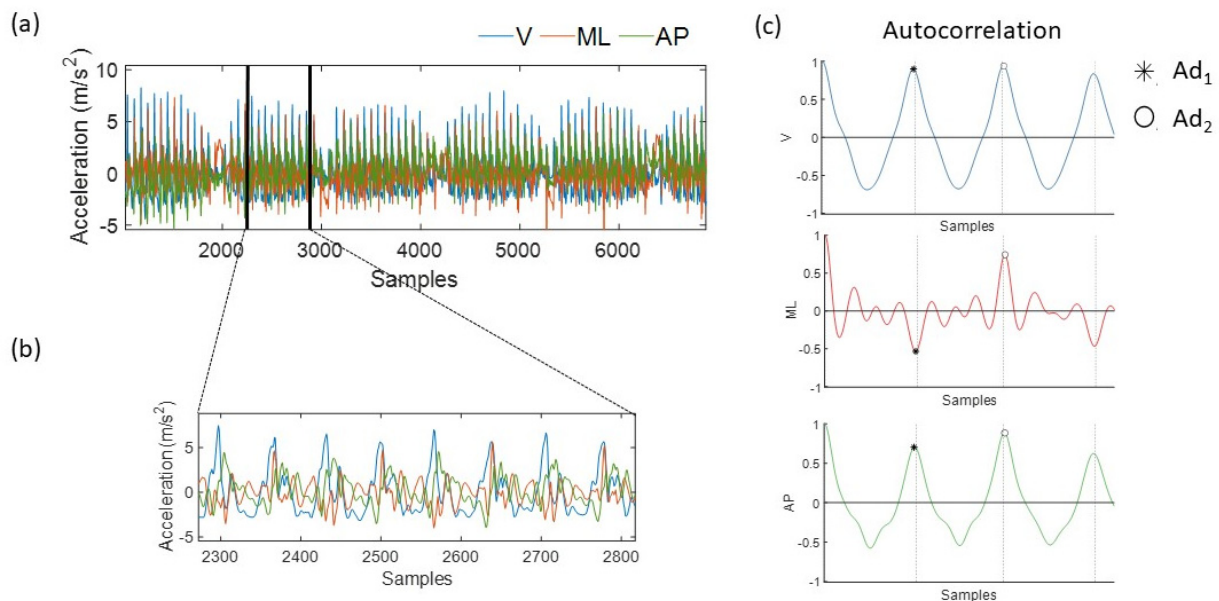 (a)
V ML AP
Acceleration (m/s²)
10
5
0
-5
2000 3000 4000 5000 6000
Samples
(b)
Acceleration (m/s²)
5
0
-5
2300 2400 2500 2600 2700 2800
Samples
(c)
Autocorrelation
Ad₁
Ad₂
V
1
0.5
0
-0.5
-1
Samples
ML
1
0.5
0
-0.5
-1
Samples
AP
1
0.5
0
-0.5
-1
Samples